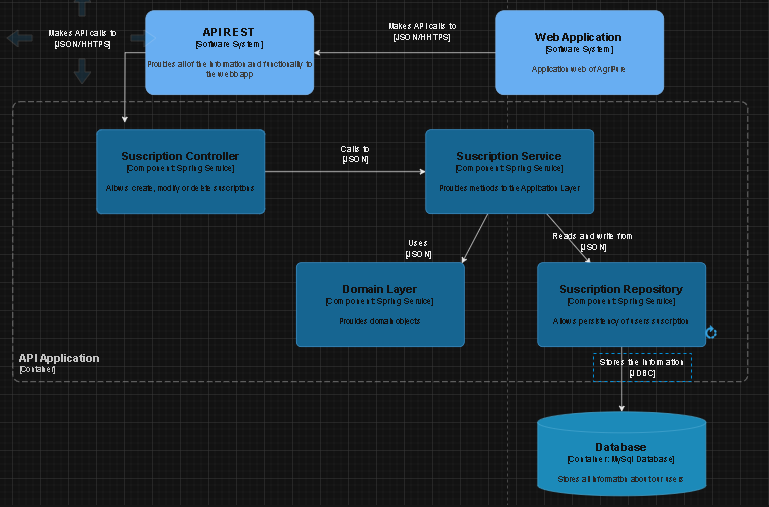 API REST
[Software System]
Provides all of the information and functionality to
the web app
Makes API calls to
[JSON/HHTPS]
Makes API calls to
[JSON/HHTPS]
Web Application
[Software System]
Application web of AgriPure
Suscription Controller
[Component: Spring Service]
Allows create, modify or delete suscriptions
Calls to
[JSON]
Suscription Service
[Component: Spring Service]
Provides methods to the Application Layer
Uses
[JSON]
Reads and write from
[JSON]
Domain Layer
[Component: Spring Service]
Provides domain objects
Suscription Repository
[Component: Spring Service]
Allows persistency of users suscription
API Application
[Container]
Stores the information
[JDBC]
Database
[Container: MySql Database]
Stores all information about our users